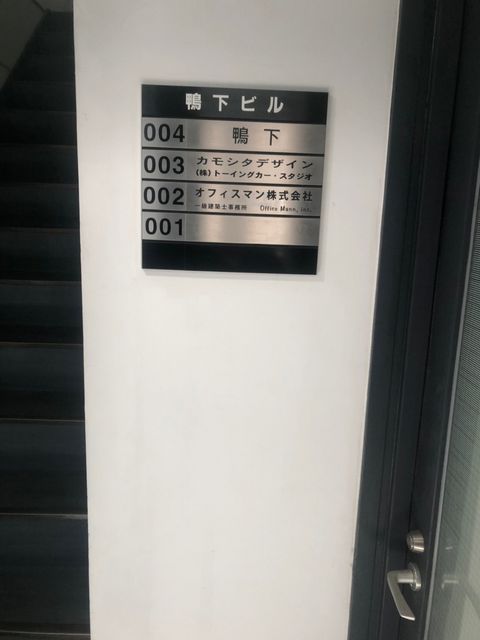 鴨下ビル
004 鴨下
003 カモシタデザイン
(株)トーイングカー・スタジオ
002 オフィスマン株式会社
一級建築士事務所 Office Mann, inc.
001